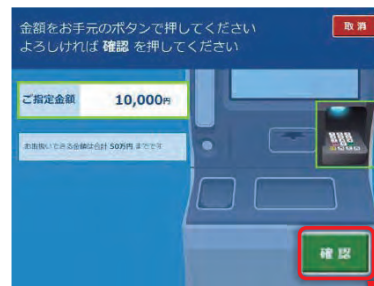 金額をお手元のボタンで押してください
よろしければ 確認 を押してください
取消
ご指定金額 10,000円
お取扱いできる金額は合計 50万円 までです
確認